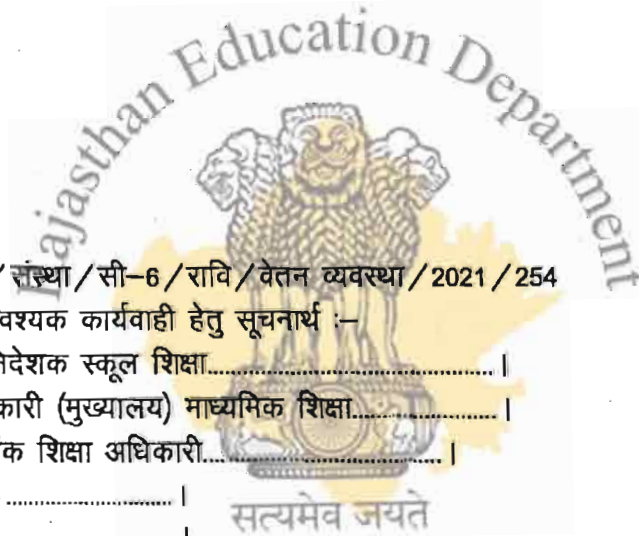 Rajasthan Education Department
/संस्था/सी-6/रावि/वेतन व्यवस्था/2021/254
वश्यक कार्यवाही हेतु सूचनार्थ :-
निदेशक स्कूल शिक्षा..............................।
कारी (मुख्यालय) माध्यमिक शिक्षा...............।
क शिक्षा अधिकारी.........................।
..................।
सत्यमेव जयते